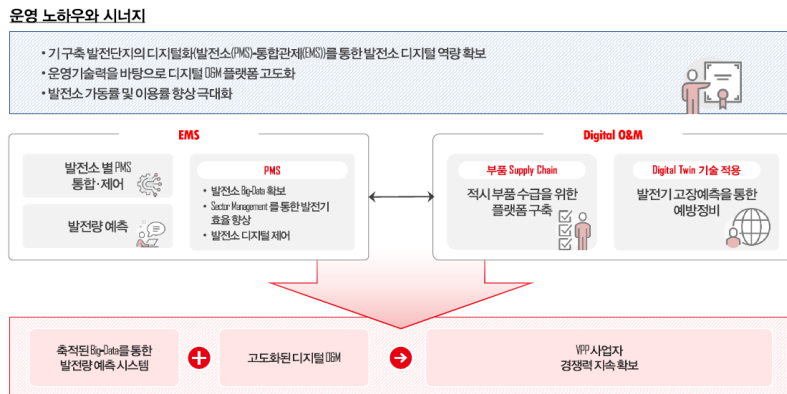 운영 노하우와 시너지
• 기 구축 발전단지의 디지털화(발전소(PMS)-통합관제(EMS))를 통한 발전소 디지털 역량 확보
• 운영기술력을 바탕으로 디지털 O&M 플랫폼 고도화
• 발전소 가동률 및 이용률 향상 극대화
EMS
발전소 별 PMS
통합·제어
발전량 예측
PMS
• 발전소 Big-Data 확보
• Sector Management 를 통한 발전기
효율 향상
• 발전소 디지털 제어
Digital O&M
부품 Supply Chain
적시 부품 수급을 위한
플랫폼 구축
Digital Twin 기술 적용
발전기 고장예측을 통한
예방정비
축적된 Big-Data를 통한
발전량 예측 시스템
고도화된 디지털 O&M
VPP 사업자
경쟁력 지속 확보